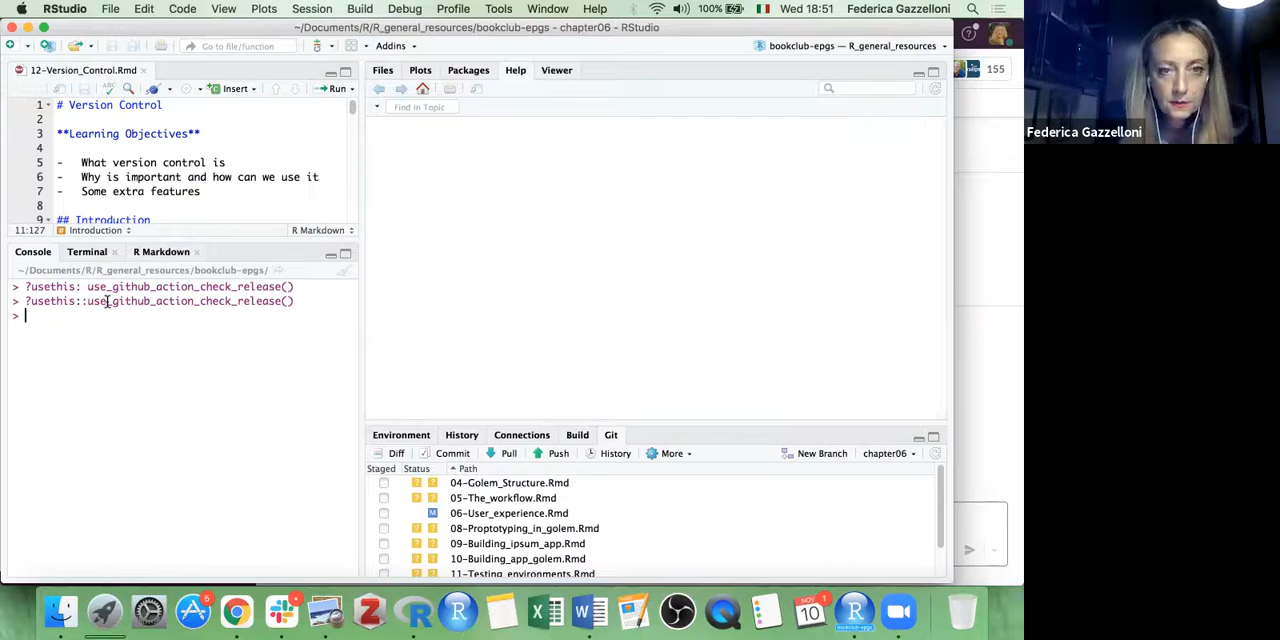 RStudio File Edit Code View Plots Session Build Debug Profile Tools Window Help 100% Wed 18:51 Federica Gazzelloni
~/Documents/R/R_general_resources/bookclub-epgs - chapter06 - RStudio
Go to file/function Addins bookclub-epgs — R_general_resources
12-Version_Control.Rmd
Insert Run
1 # Version Control
2
3 **Learning Objectives**
4
5 - What version control is
6 - Why is important and how can we use it
7 - Some extra features
8
9 ## Introduction
11:127 Introduction R Markdown
Console Terminal R Markdown
~/Documents/R/R_general_resources/bookclub-epgs/
> ?usethis: use_github_action_check_release()
> ?usethis::use_github_action_check_release()
>
Files Plots Packages Help Viewer
Find in Topic
Environment History Connections Build Git
Diff Commit Pull Push History More New Branch chapter06
Staged Status Path
? ? 04-Golem_Structure.Rmd
? ? 05-The_workflow.Rmd
M 06-User_experience.Rmd
? ? 08-Proptotyping_in_golem.Rmd
? ? 09-Building_ipsum_app.Rmd
? ? 10-Building_app_golem.Rmd
? ? 11-Testing_environments.Rmd
155
Federica Gazzelloni
6
NOV 1
10